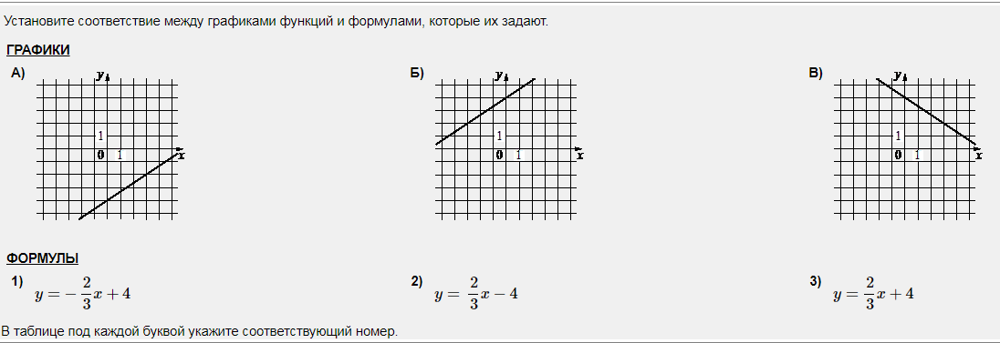 Установите соответствие между графиками функций и формулами, которые их задают.
ГРАФИКИ
А) Б) В)
y y y
1 1 1
0 1 x 0 1 x 0 1 x
ФОРМУЛЫ
1) y = −2/3x + 4 2) y = 2/3x − 4 3) y = 2/3x + 4
В таблице под каждой буквой укажите соответствующий номер.